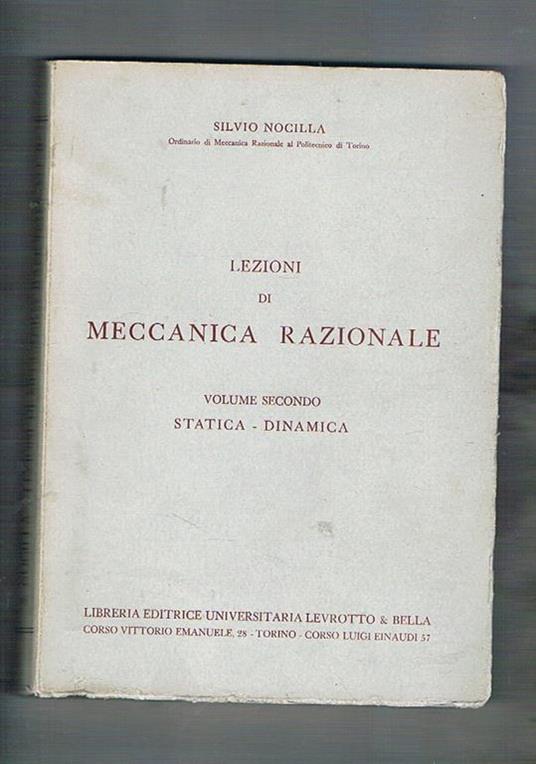 SILVIO NOCILLA
Ordinario di Meccanica Razionale al Politecnico di Torino
LEZIONI
DI
MECCANICA RAZIONALE
VOLUME SECONDO
STATICA - DINAMICA
LIBRERIA EDITRICE UNIVERSITARIA LEVROTTO & BELLA
CORSO VITTORIO EMANUELE, 28 - TORINO - CORSO LUIGI EINAUDI 57